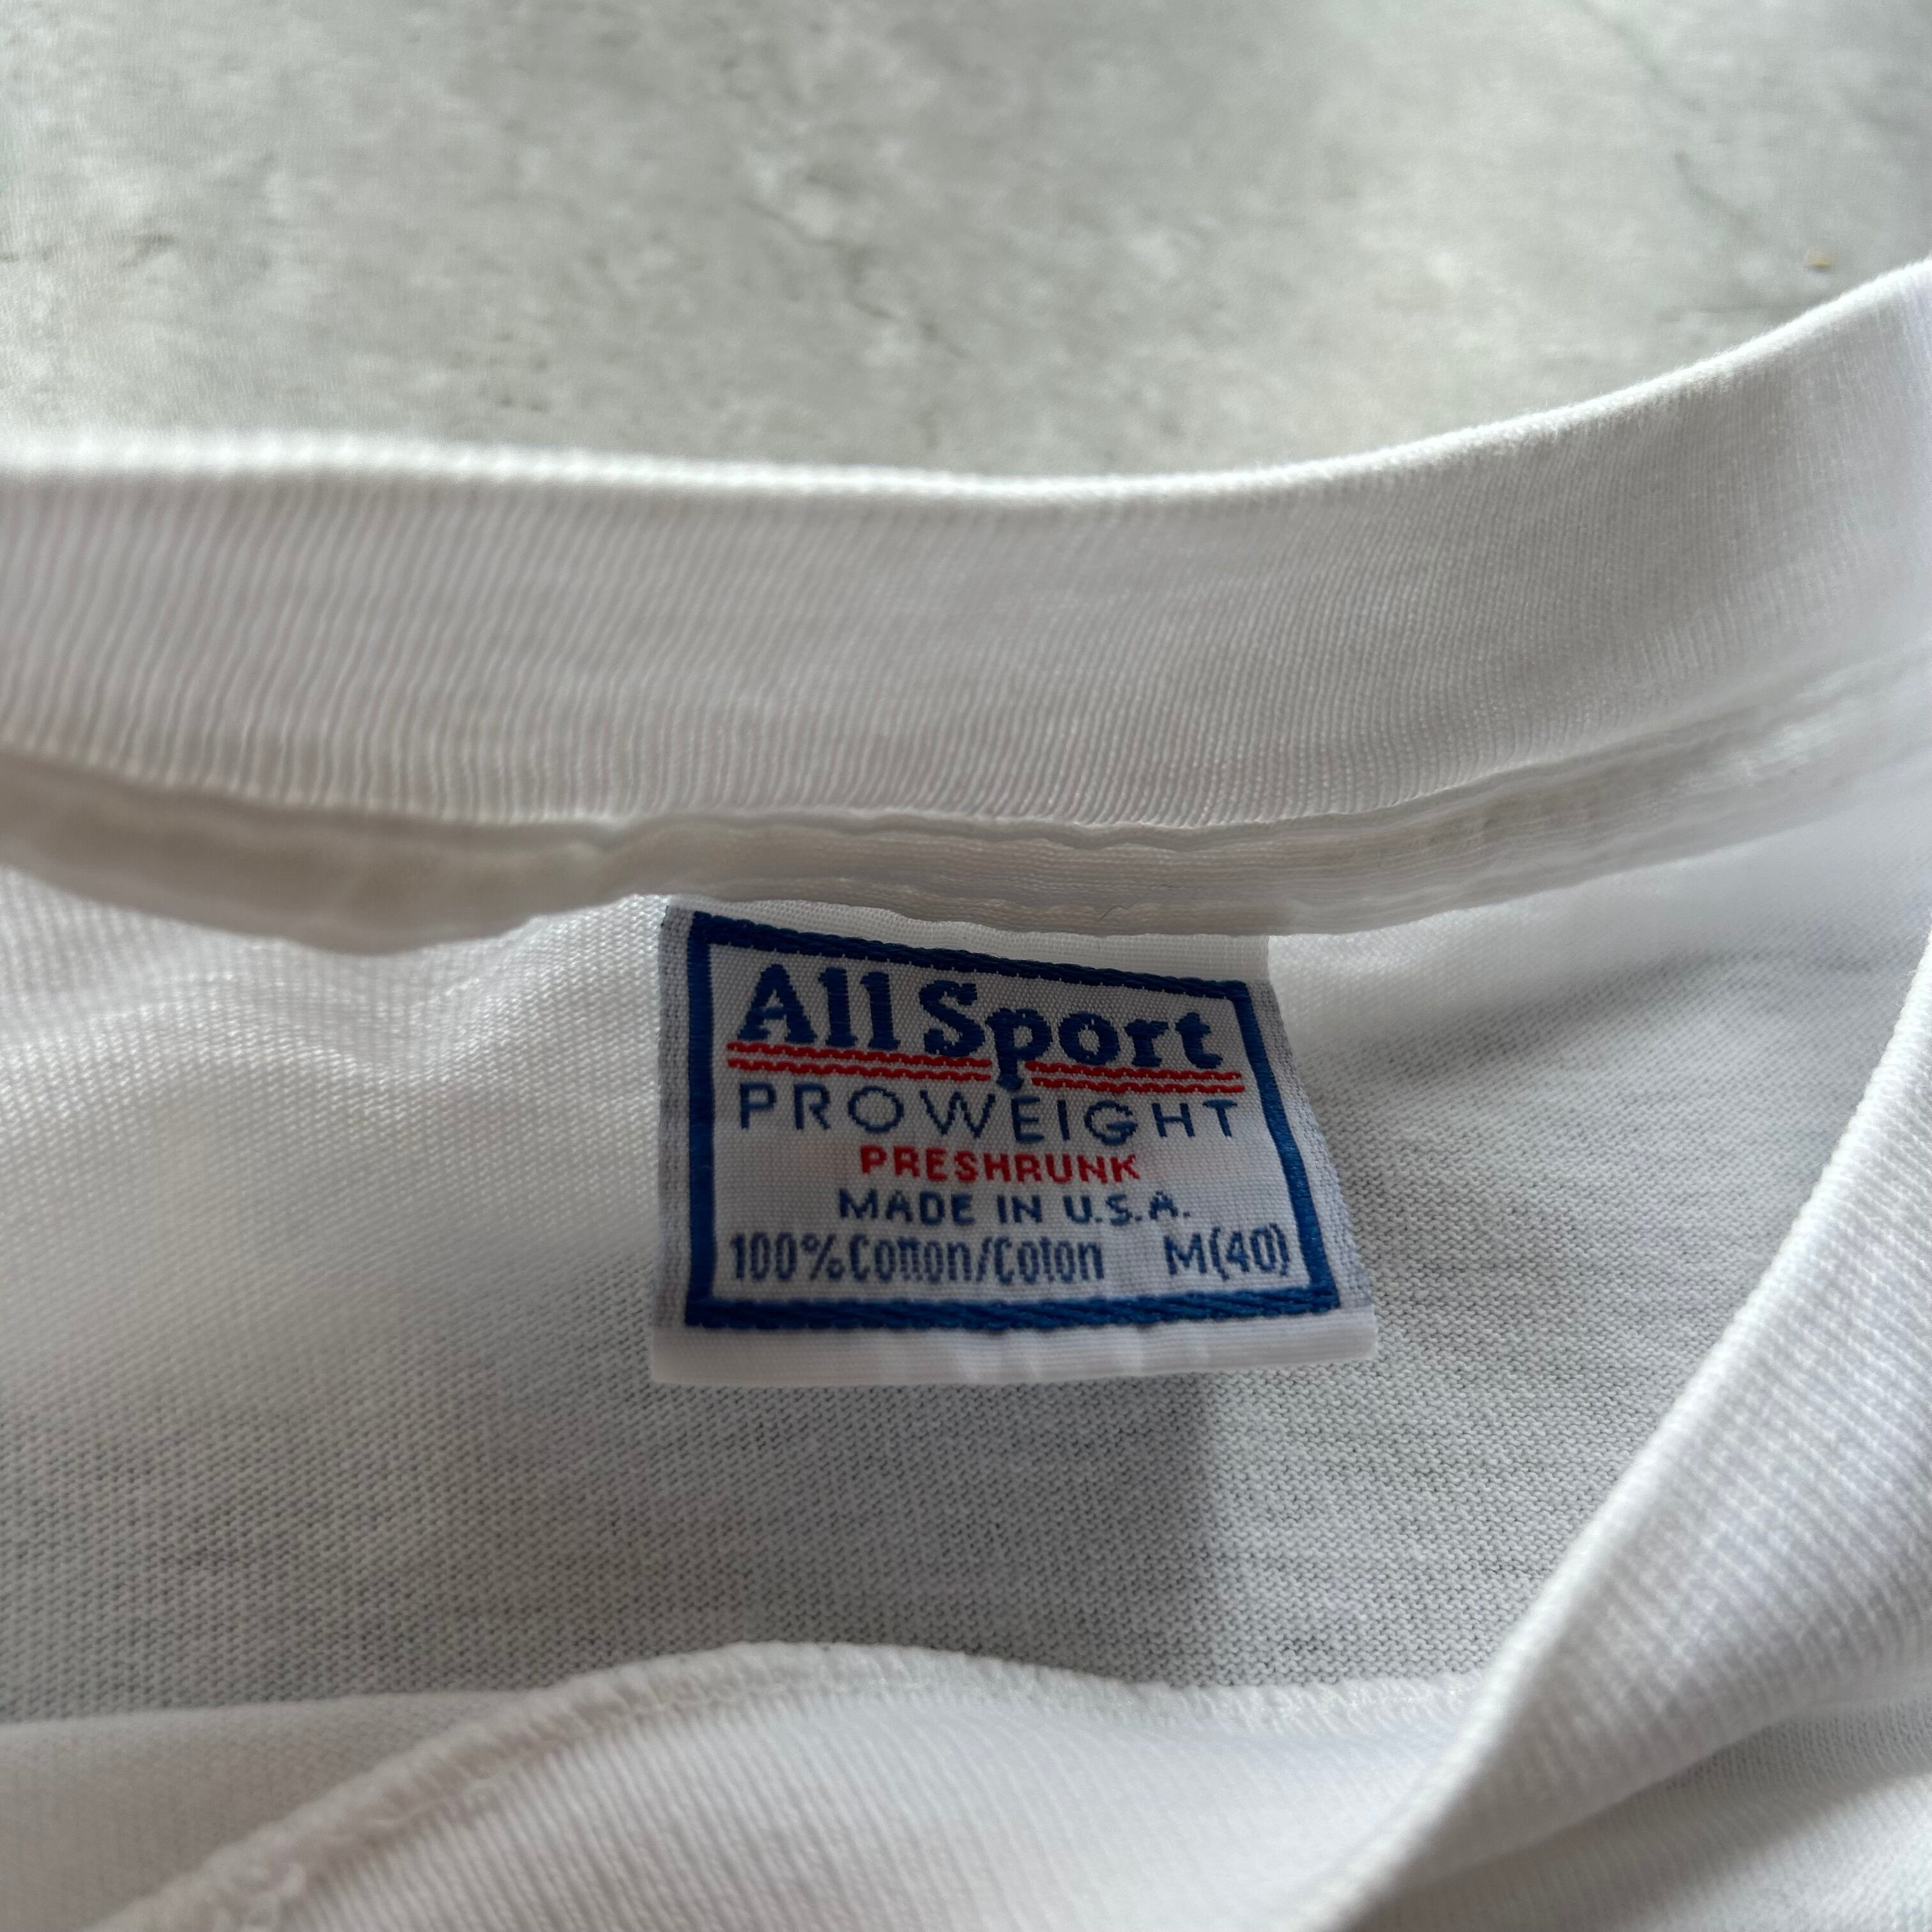 All Sport
PROWEIGHT
PRESHRUNK
MADE IN U.S.A.
100% Cotton/Coton M(40)